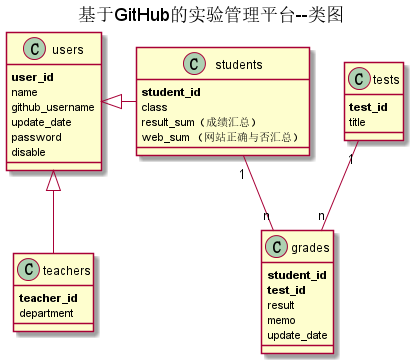 基于GitHub的实验管理平台--类图
C users
user_id
name
github_username
update_date
password
disable
C students
student_id
class
result_sum（成绩汇总）
web_sum （网站正确与否汇总）
C tests
test_id
title
1
1
n
n
C teachers
teacher_id
department
C grades
student_id
test_id
result
memo
update_date